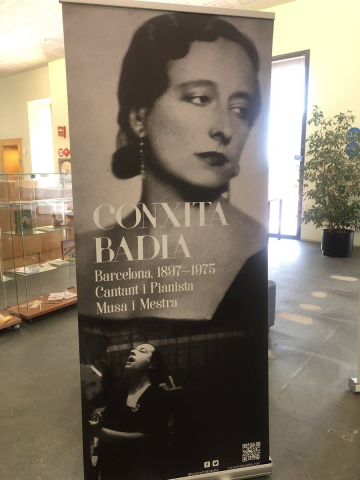 CONXITA
BADIA
Barcelona, 1897-1975
Cantant i Pianista
Musa i Mestra